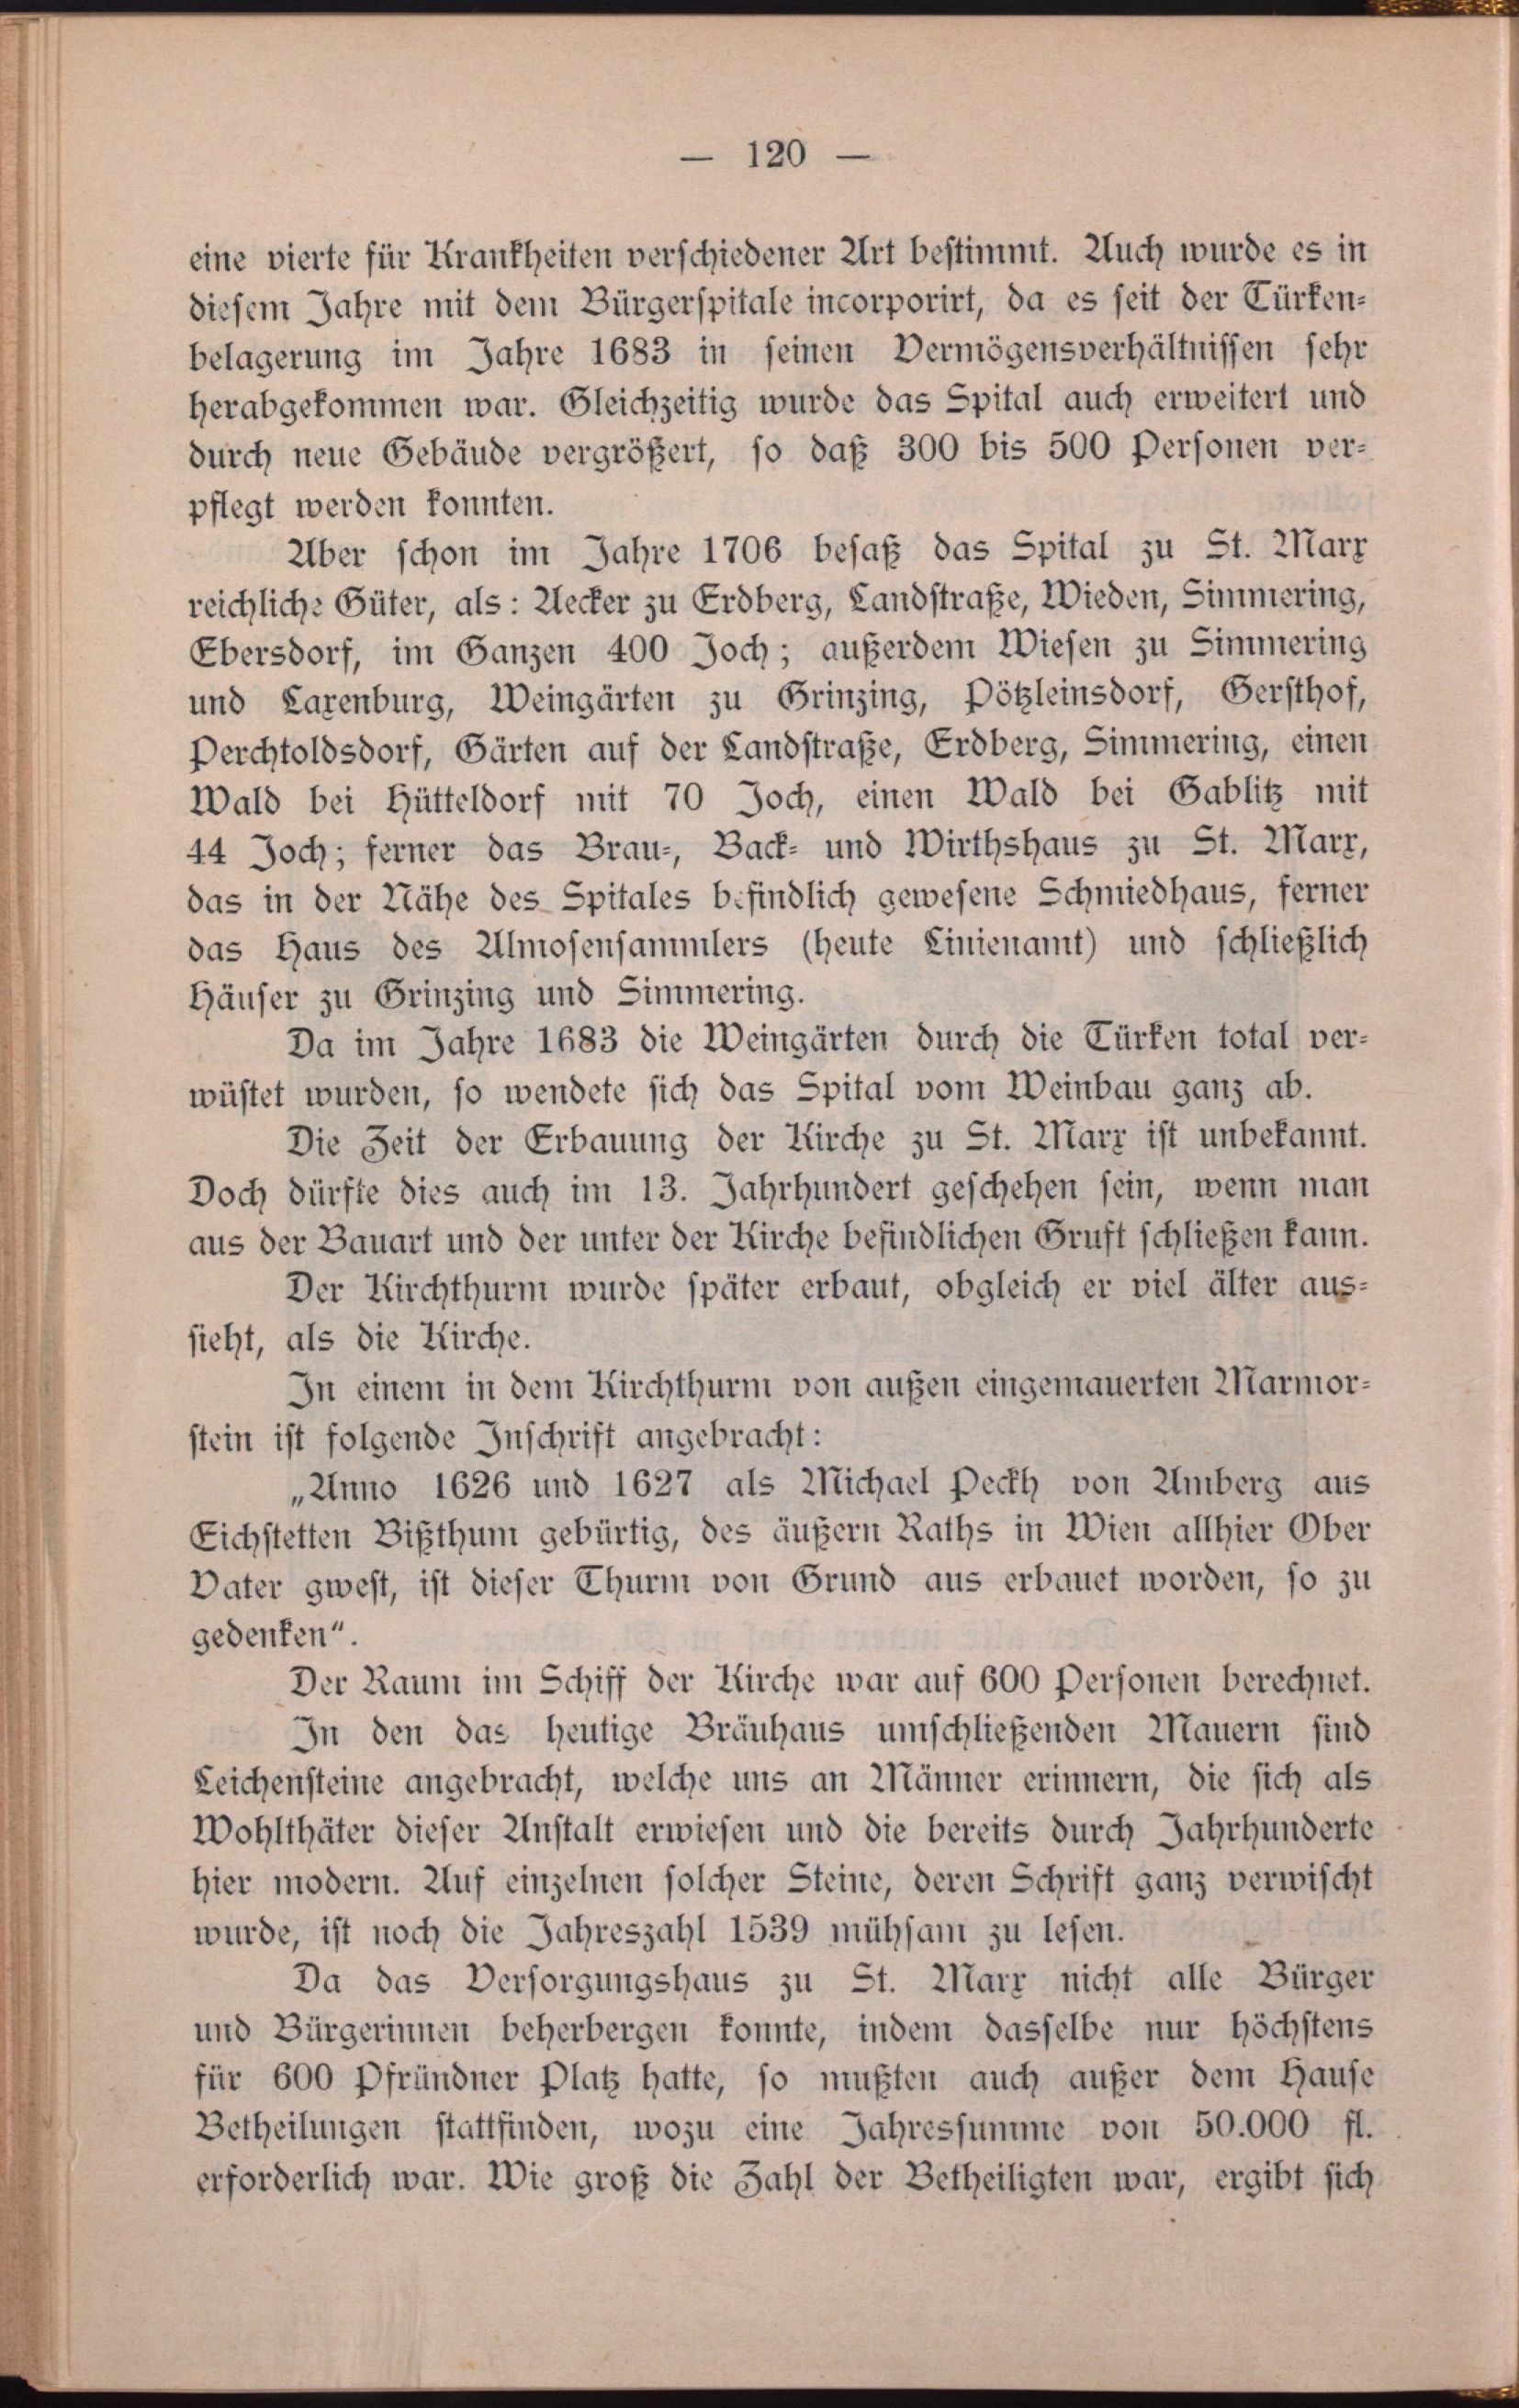 — 120 —
eine vierte für Krankheiten verschiedener Art bestimmt. Auch wurde es in
diesem Jahre mit dem Bürgerspitale incorporirt, da es seit der Türken-
belagerung im Jahre 1683 in seinen Vermögensverhältnissen sehr
herabgekommen war. Gleichzeitig wurde das Spital auch erweitert und
durch neue Gebäude vergrößert, so daß 300 bis 500 Personen ver-
pflegt werden konnten.
Aber schon im Jahre 1706 besaß das Spital zu St. Marx
reichliche Güter, als: Aecker zu Erdberg, Landstraße, Wieden, Simmering,
Ebersdorf, im Ganzen 400 Joch; außerdem Wiesen zu Simmering
und Laxenburg, Weingärten zu Grinzing, Pötzleinsdorf, Gersthof,
Perchtoldsdorf, Gärten auf der Landstraße, Erdberg, Simmering, einen
Wald bei Hütteldorf mit 70 Joch, einen Wald bei Gablitz mit
44 Joch; ferner das Brau-, Back- und Wirthshaus zu St. Marx,
das in der Nähe des Spitales befindlich gewesene Schmiedhaus, ferner
das Haus des Almosensammlers (heute Linienamt) und schließlich
Häuser zu Grinzing und Simmering.
Da im Jahre 1683 die Weingärten durch die Türken total ver-
wüstet wurden, so wendete sich das Spital vom Weinbau ganz ab.
Die Zeit der Erbauung der Kirche zu St. Marx ist unbekannt.
Doch dürfte dies auch im 13. Jahrhundert geschehen sein, wenn man
aus der Bauart und der unter der Kirche befindlichen Gruft schließen kann.
Der Kirchthurm wurde später erbaut, obgleich er viel älter aus-
sieht, als die Kirche.
In einem in dem Kirchthurm von außen eingemauerten Marmor-
stein ist folgende Inschrift angebracht:
„Anno 1626 und 1627 als Michael Peckh von Amberg aus
Eichstetten Bißthum gebürtig, des äußern Raths in Wien allhier Ober
Vater gwest, ist dieser Thurm von Grund aus erbauet worden, so zu
gedenken“.
Der Raum im Schiff der Kirche war auf 600 Personen berechnet.
In den das heutige Bräuhaus umschließenden Mauern sind
Leichensteine angebracht, welche uns an Männer erinnern, die sich als
Wohlthäter dieser Anstalt erwiesen und die bereits durch Jahrhunderte
hier modern. Auf einzelnen solcher Steine, deren Schrift ganz verwischt
wurde, ist noch die Jahreszahl 1539 mühsam zu lesen.
Da das Versorgungshaus zu St. Marx nicht alle Bürger
und Bürgerinnen beherbergen konnte, indem dasselbe nur höchstens
für 600 Pfründner Platz hatte, so mußten auch außer dem Hause
Betheilungen stattfinden, wozu eine Jahressumme von 50.000 fl.
erforderlich war. Wie groß die Zahl der Betheiligten war, ergibt sich